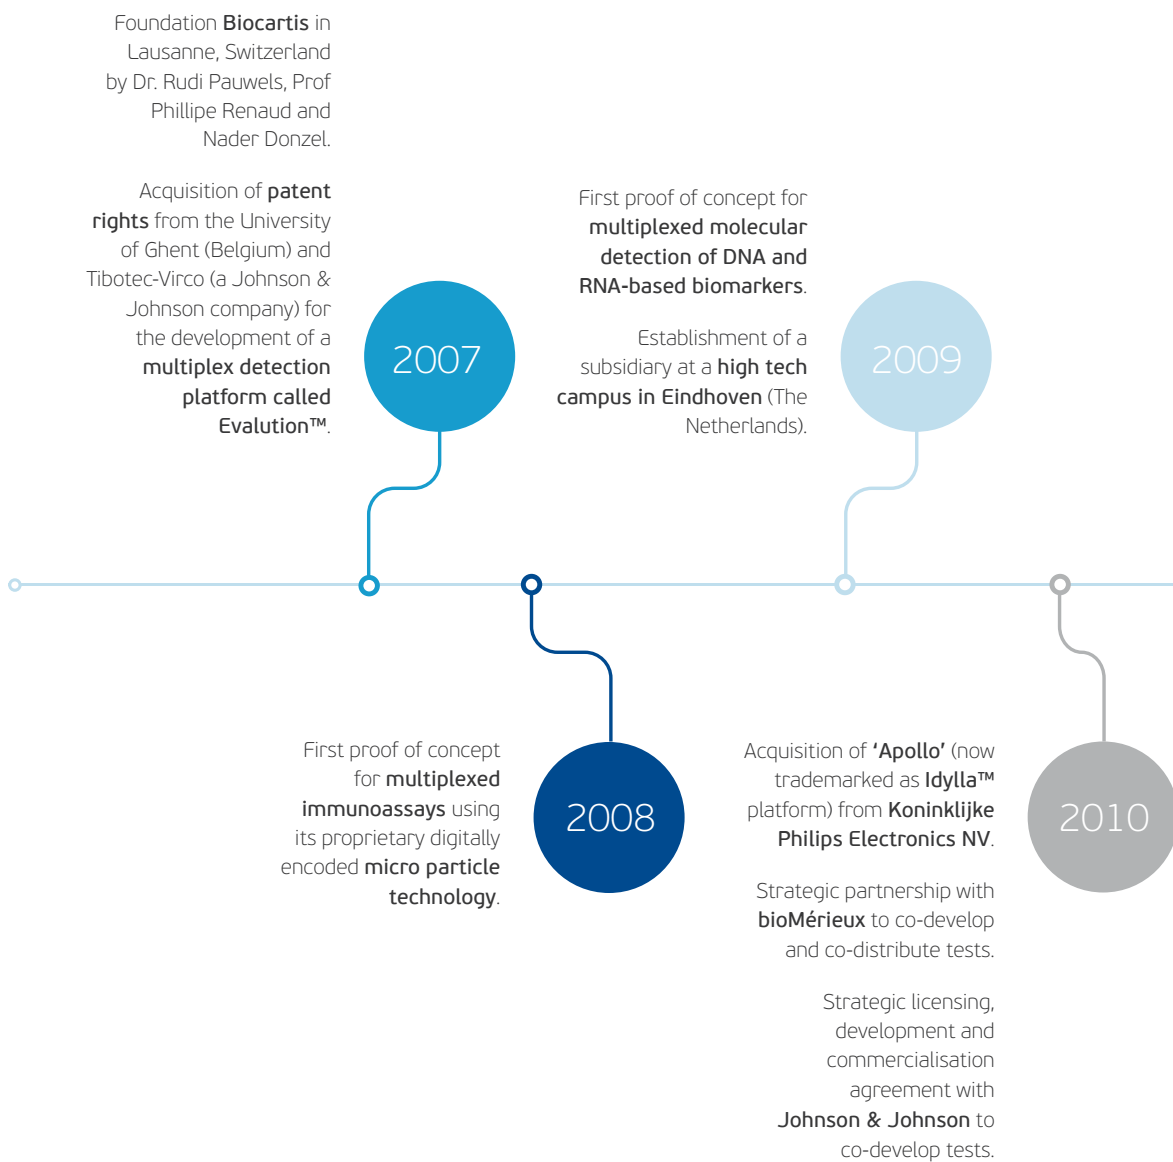 Foundation Biocartis in
Lausanne, Switzerland
by Dr. Rudi Pauwels, Prof
Phillipe Renaud and
Nader Donzel.
Acquisition of patent
rights from the University
of Ghent (Belgium) and
Tibotec-Virco (a Johnson &
Johnson company) for
the development of a
multiplex detection
platform called
Evalution™.
2007
First proof of concept
for multiplexed
immunoassays using
its proprietary digitally
encoded micro particle
technology.
2008
First proof of concept for
multiplexed molecular
detection of DNA and
RNA-based biomarkers.
Establishment of a
subsidiary at a high tech
campus in Eindhoven (The
Netherlands).
2009
Acquisition of ‘Apollo’ (now
trademarked as Idylla™
platform) from Koninklijke
Philips Electronics NV.
Strategic partnership with
bioMérieux to co-develop
and co-distribute tests.
Strategic licensing,
development and
commercialisation
agreement with
Johnson & Johnson to
co-develop tests.
2010